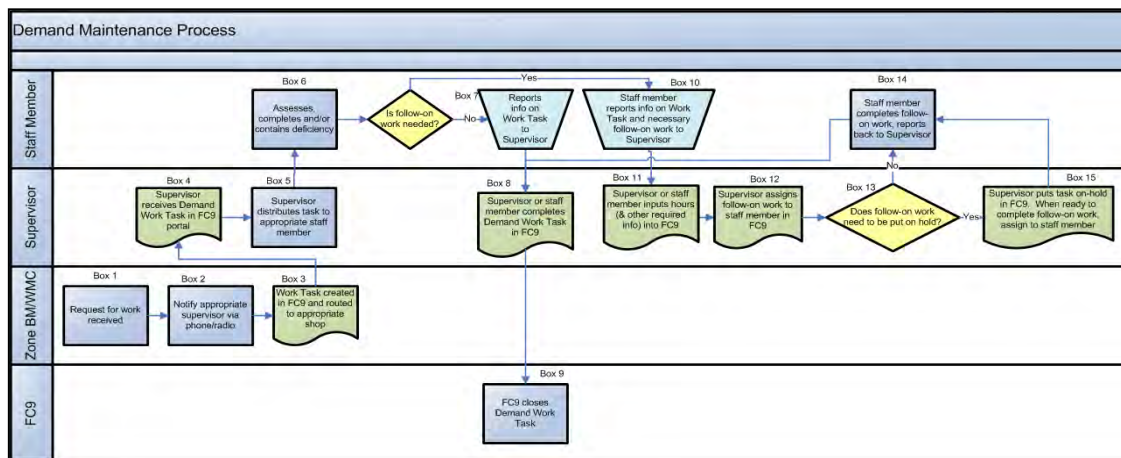 Demand Maintenance Process
Staff Member
Box 6
Assesses,
completes and/or
contains deficiency
Is follow-on
work needed?
Yes
No
Box 7
Reports
info on
Work Task
to
Supervisor
Box 10
Staff member
reports info on Work
Task and necessary
follow-on work to
Supervisor
Box 14
Staff member
completes follow-
on work, reports
back to Supervisor
Supervisor
Box 4
Supervisor
receives Demand
Work Task in FC9
portal
Box 5
Supervisor
distributes task to
appropriate staff
member
Box 8
Supervisor or staff
member completes
Demand Work Task
in FC9
Box 11
Supervisor or staff
member inputs hours
(& other required
info) into FC9
Box 12
Supervisor assigns
follow-on work to
staff member in
FC9
Box 13
Does follow-on work
need to be put on hold?
No
Yes
Box 15
Supervisor puts task on-hold
in FC9. When ready to
complete follow-on work,
assign to staff member
Zone BM/WMC
Box 1
Request for work
received
Box 2
Notify appropriate
supervisor via
phone/radio
Box 3
Work Task created
in FC9 and routed
to appropriate
shop
FC9
Box 9
FC9 closes
Demand Work
Task